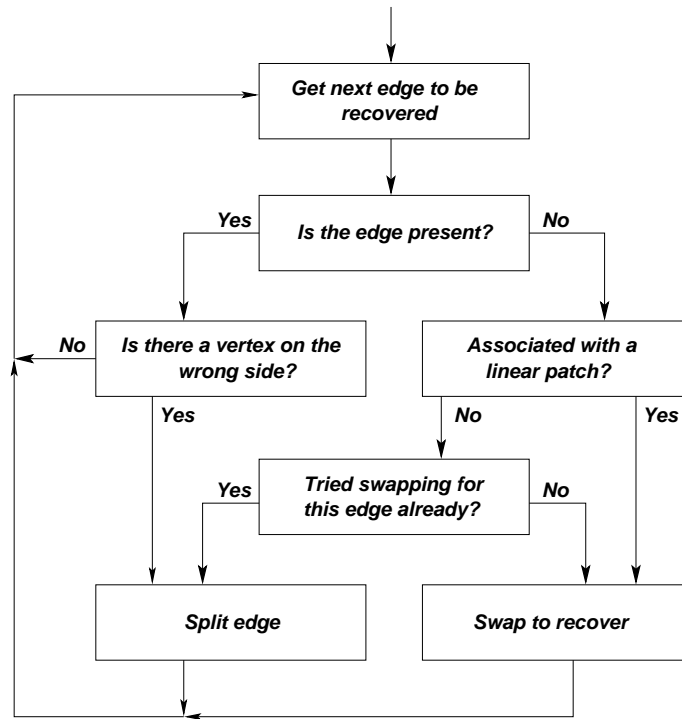 Get next edge to be
recovered
Yes
No
Is the edge present?
No
Is there a vertex on the
wrong side?
Associated with a
linear patch?
Yes
No
Yes
Yes
Tried swapping for
this edge already?
No
Split edge
Swap to recover